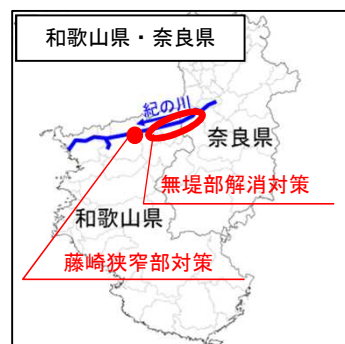 和歌山県・奈良県
紀の川
奈良県
無堤部解消対策
和歌山県
藤崎狭窄部対策